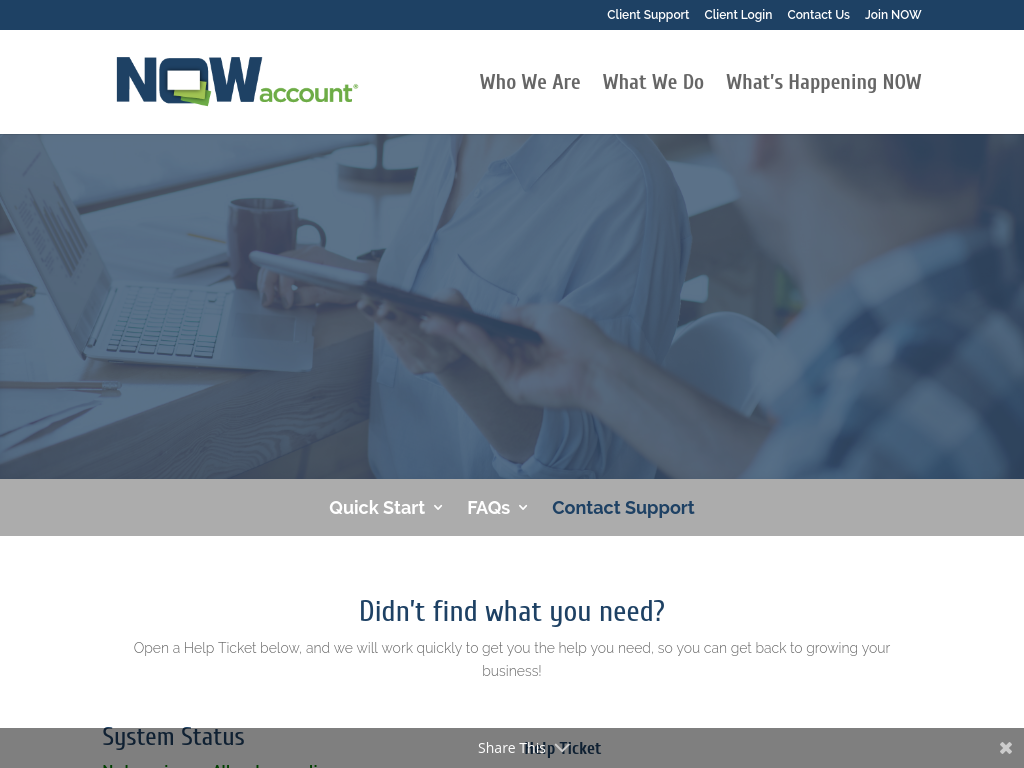 Client Support Client Login Contact Us Join NOW
NOWaccount®
Who We Are What We Do What's Happening NOW
Quick Start FAQs Contact Support
Didn't find what you need?
Open a Help Ticket below, and we will work quickly to get you the help you need, so you can get back to growing your
business!
System Status
Help Ticket
Share This